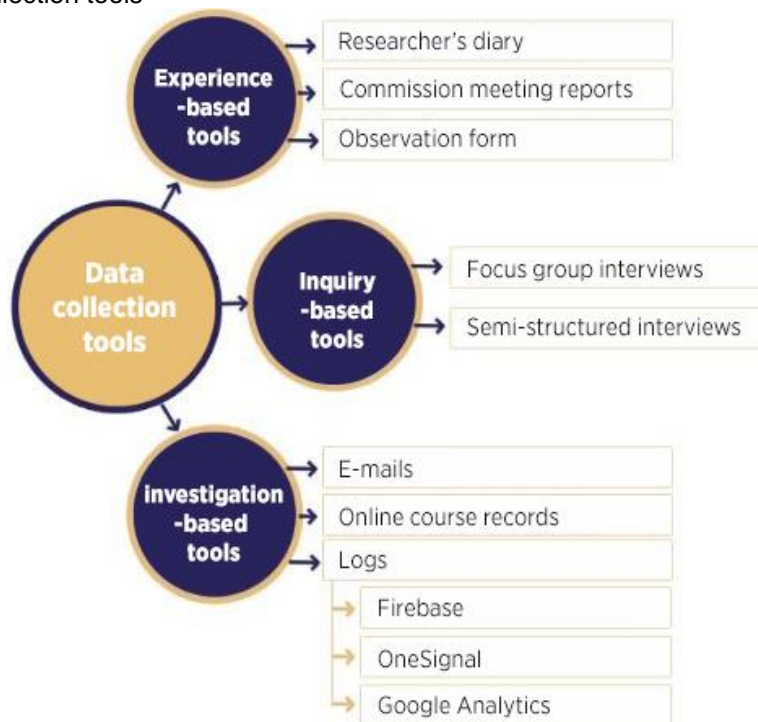 Experience
-based
tools
Researcher's diary
Commission meeting reports
Observation form
Data
collection
tools
Inquiry
-based
tools
Focus group interviews
Semi-structured interviews
investigation
-based
tools
E-mails
Online course records
Logs
Firebase
OneSignal
Google Analytics